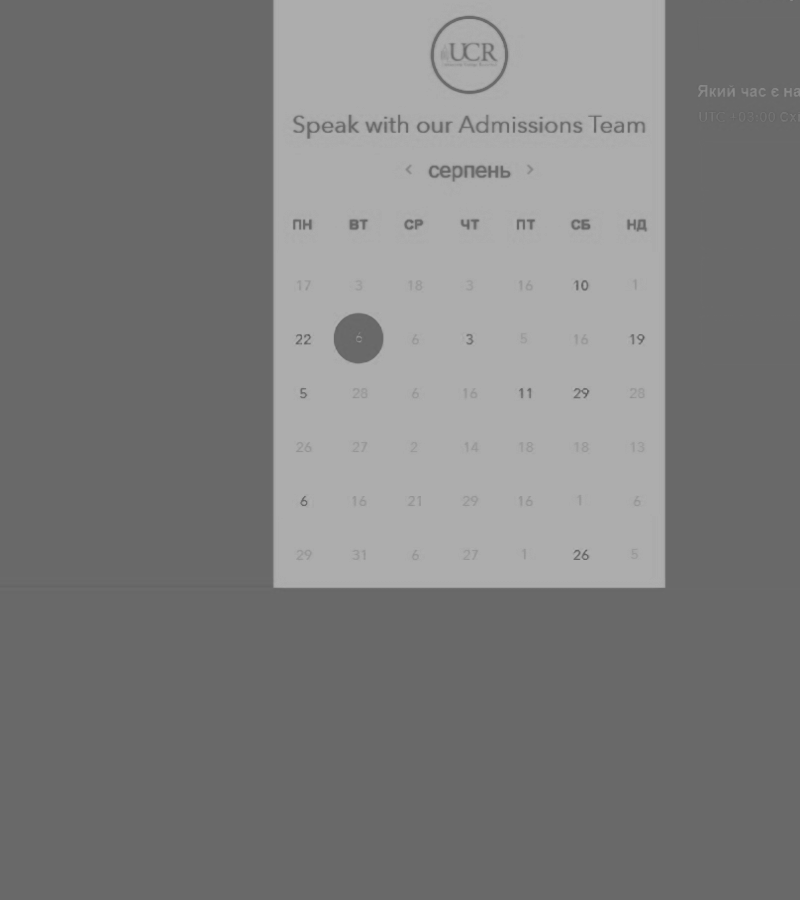 UCR
Який час є на
UTC +03:00 Схі
Speak with our Admissions Team
< серпень >
ПН ВТ СР ЧТ ПТ СБ НД
17 3 18 3 16 10 1
22 6 6 3 5 16 19
5 28 6 16 11 29 28
26 27 2 14 18 18 13
6 16 21 29 16 1 6
29 31 6 27 1 26 5